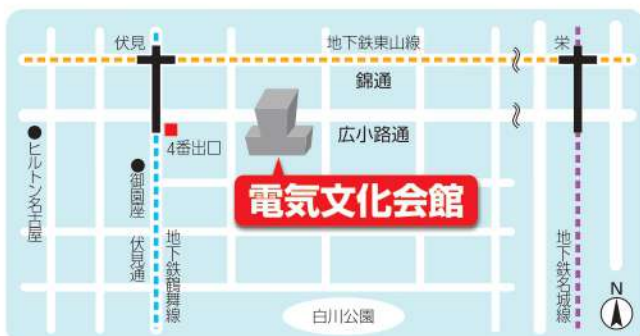 伏見
地下鉄東山線
栄
錦通
広小路通
4番出口
ヒルトン名古屋
御園座
電気文化会館
伏見通
地下鉄鶴舞線
地下鉄名城線
白川公園
N